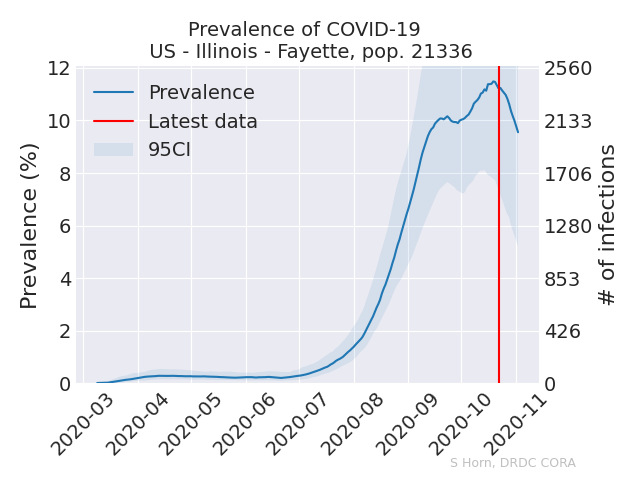 Prevalence of COVID-19
US - Illinois - Fayette, pop. 21336
Prevalence
Latest data
95CI
Prevalence (%)
12
10
8
6
4
2
0
2560
2133
1706
1280
853
426
0
# of infections
2020-03
2020-04
2020-05
2020-06
2020-07
2020-08
2020-09
2020-10
2020-11
S Horn, DRDC CORA